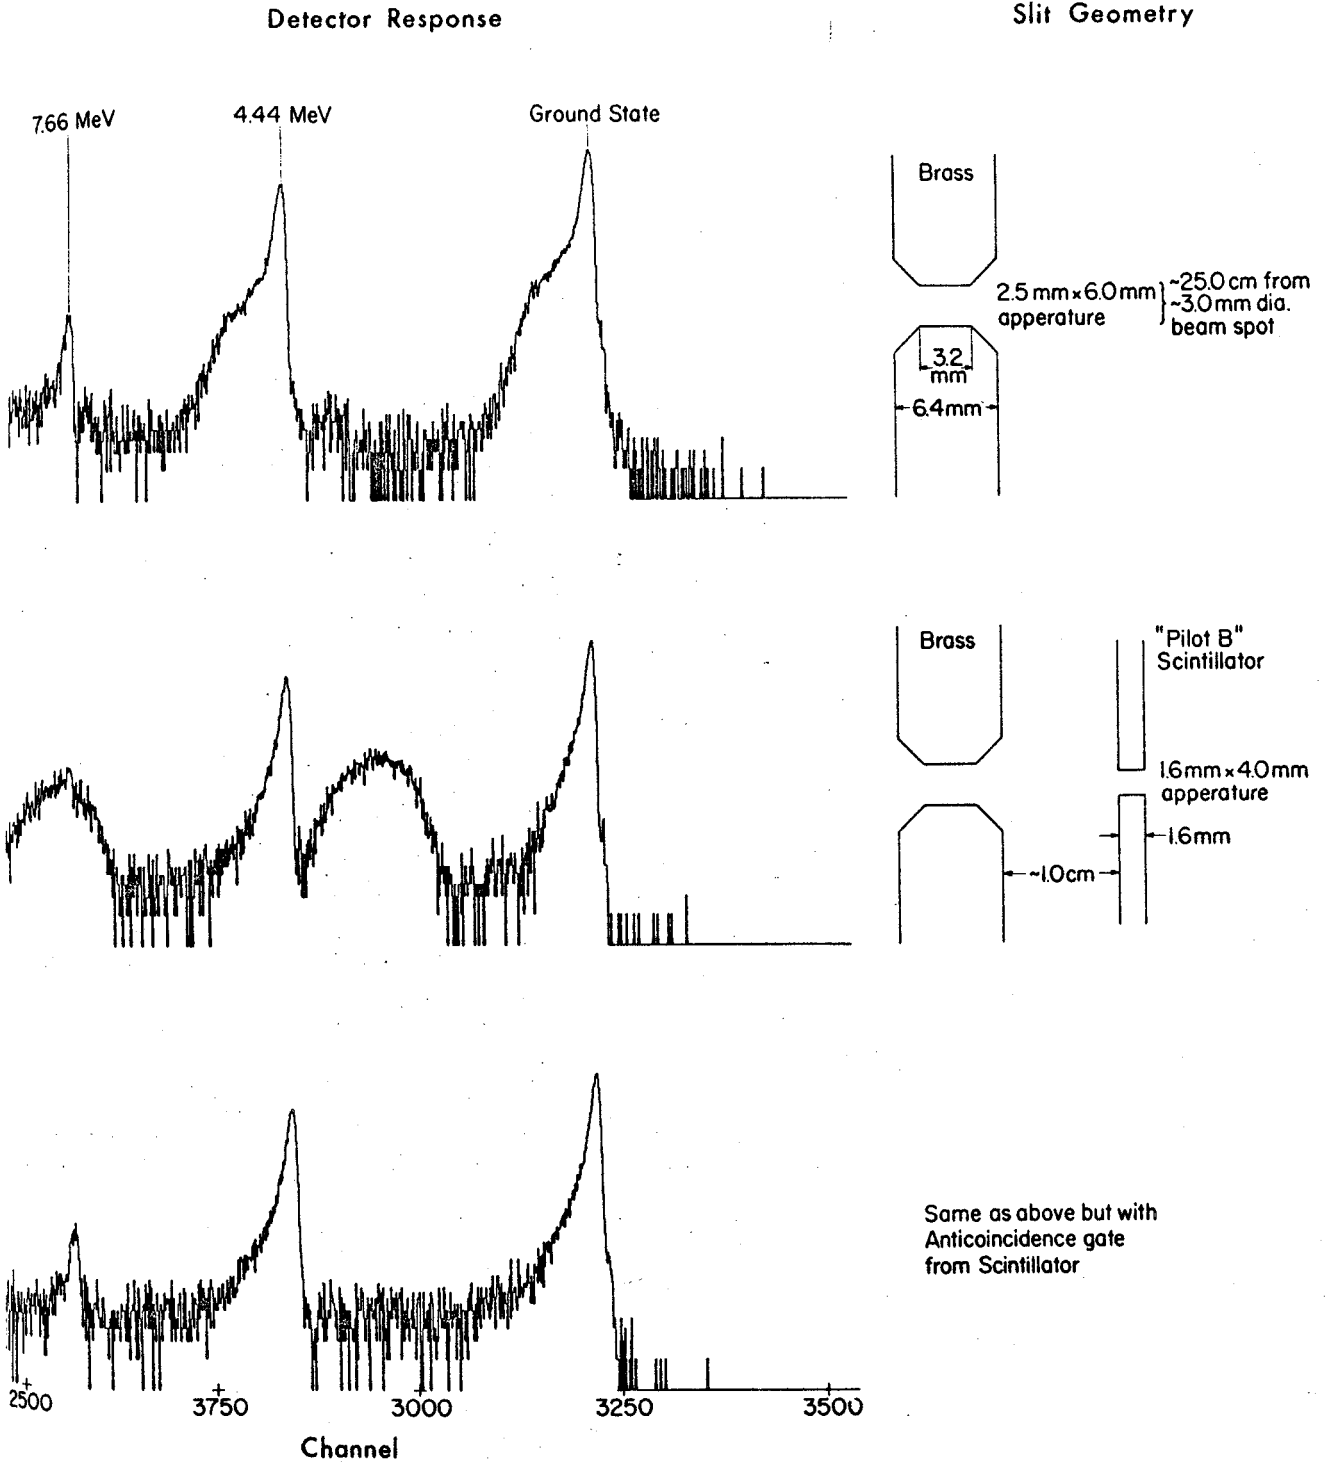 Detector Response
Slit Geometry
7.66 MeV
4.44 MeV
Ground State
Brass
2.5 mm×6.0 mm
apperature
~25.0 cm from
~3.0 mm dia.
beam spot
3.2
mm
6.4mm
Brass
"Pilot B"
Scintillator
1.6mm×4.0mm
apperature
1.6mm
~1.0cm
Same as above but with
Anticoincidence gate
from Scintillator
2500
3750
3000
3250
3500
Channel